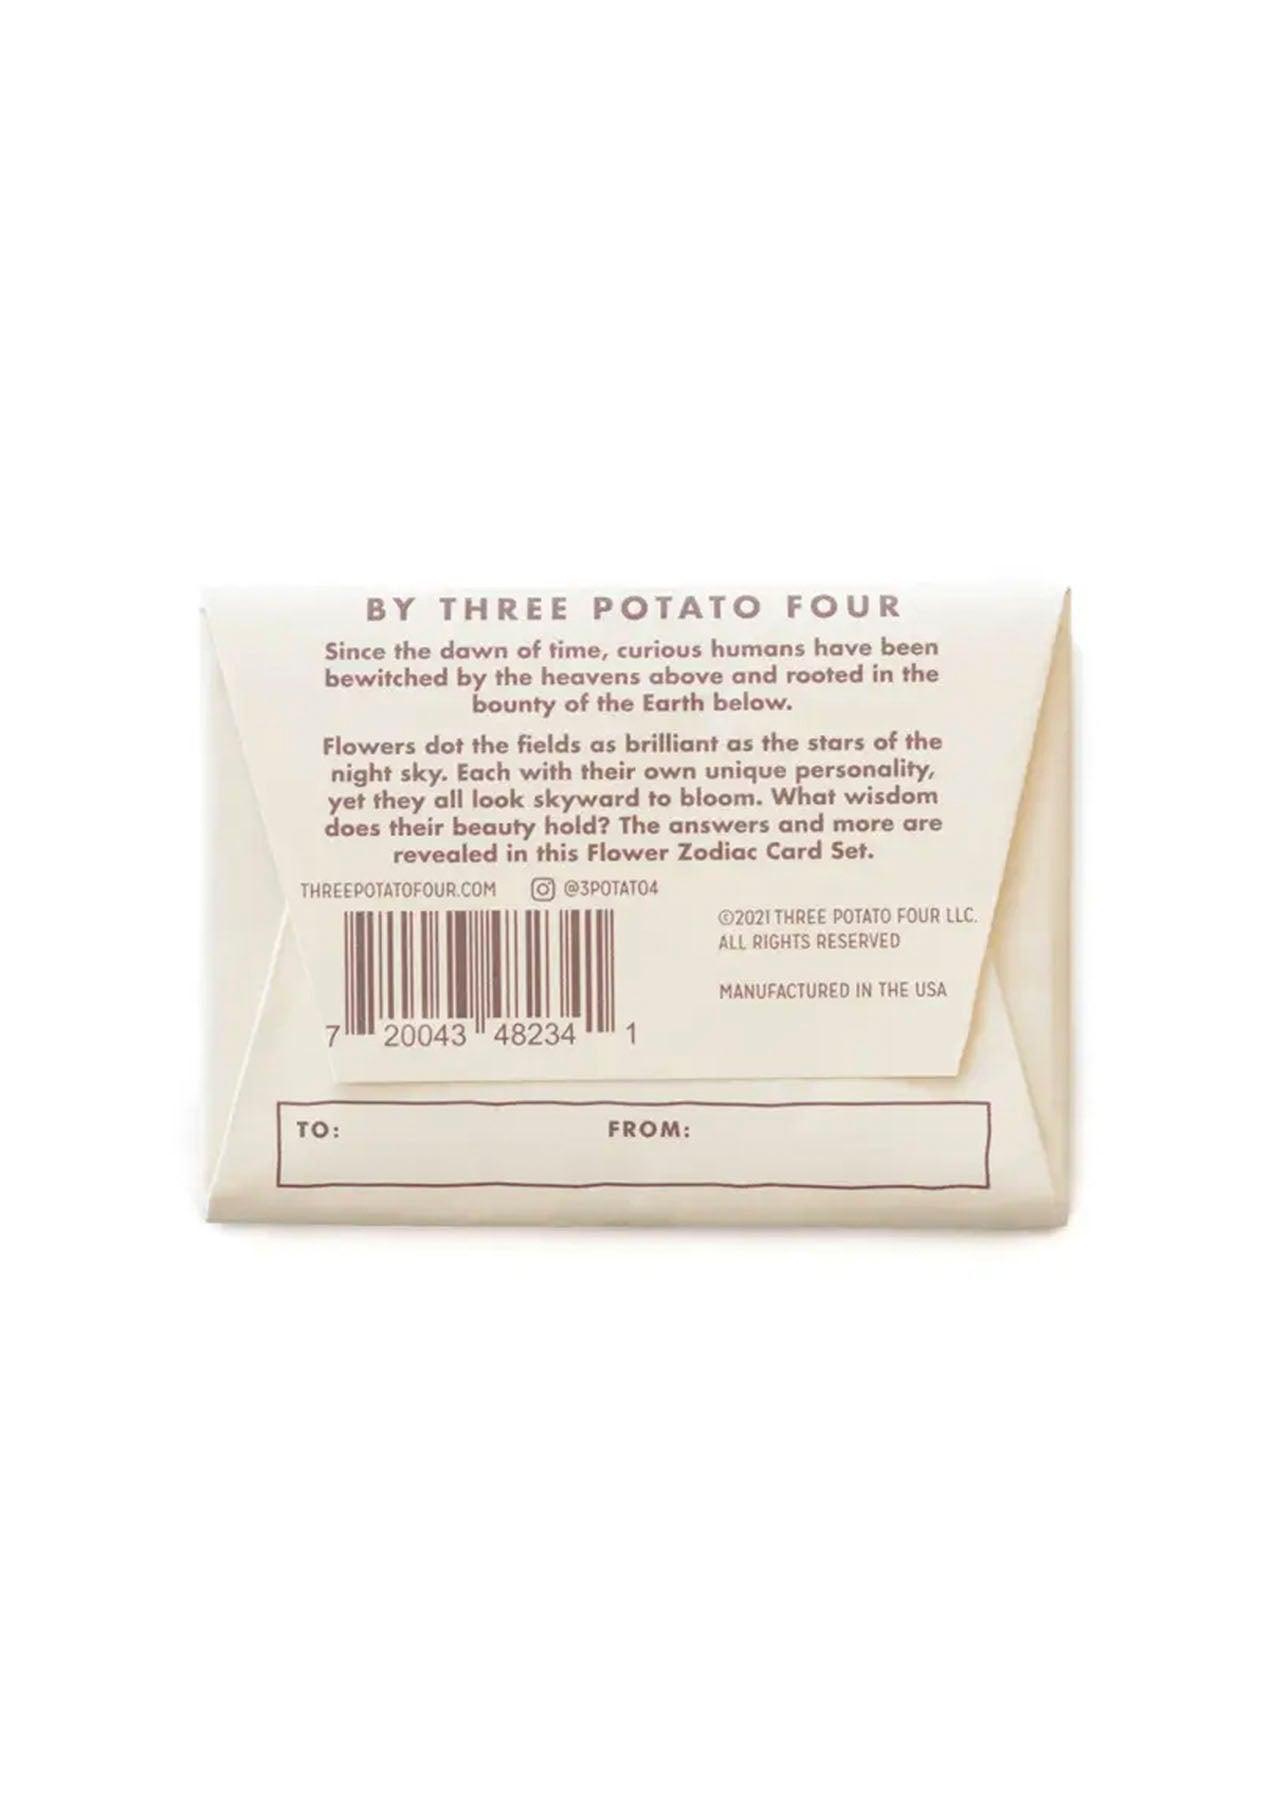 BY THREE POTATO FOUR
Since the dawn of time, curious humans have been
bewitched by the heavens above and rooted in the
bounty of the Earth below.
Flowers dot the fields as brilliant as the stars of the
night sky. Each with their own unique personality,
yet they all look skyward to bloom. What wisdom
does their beauty hold? The answers and more are
revealed in this Flower Zodiac Card Set.
THREEPOTATOFOUR.COM @3POTATO4
©2021 THREE POTATO FOUR LLC.
ALL RIGHTS RESERVED
MANUFACTURED IN THE USA
7 20043 48234 1
TO: FROM: